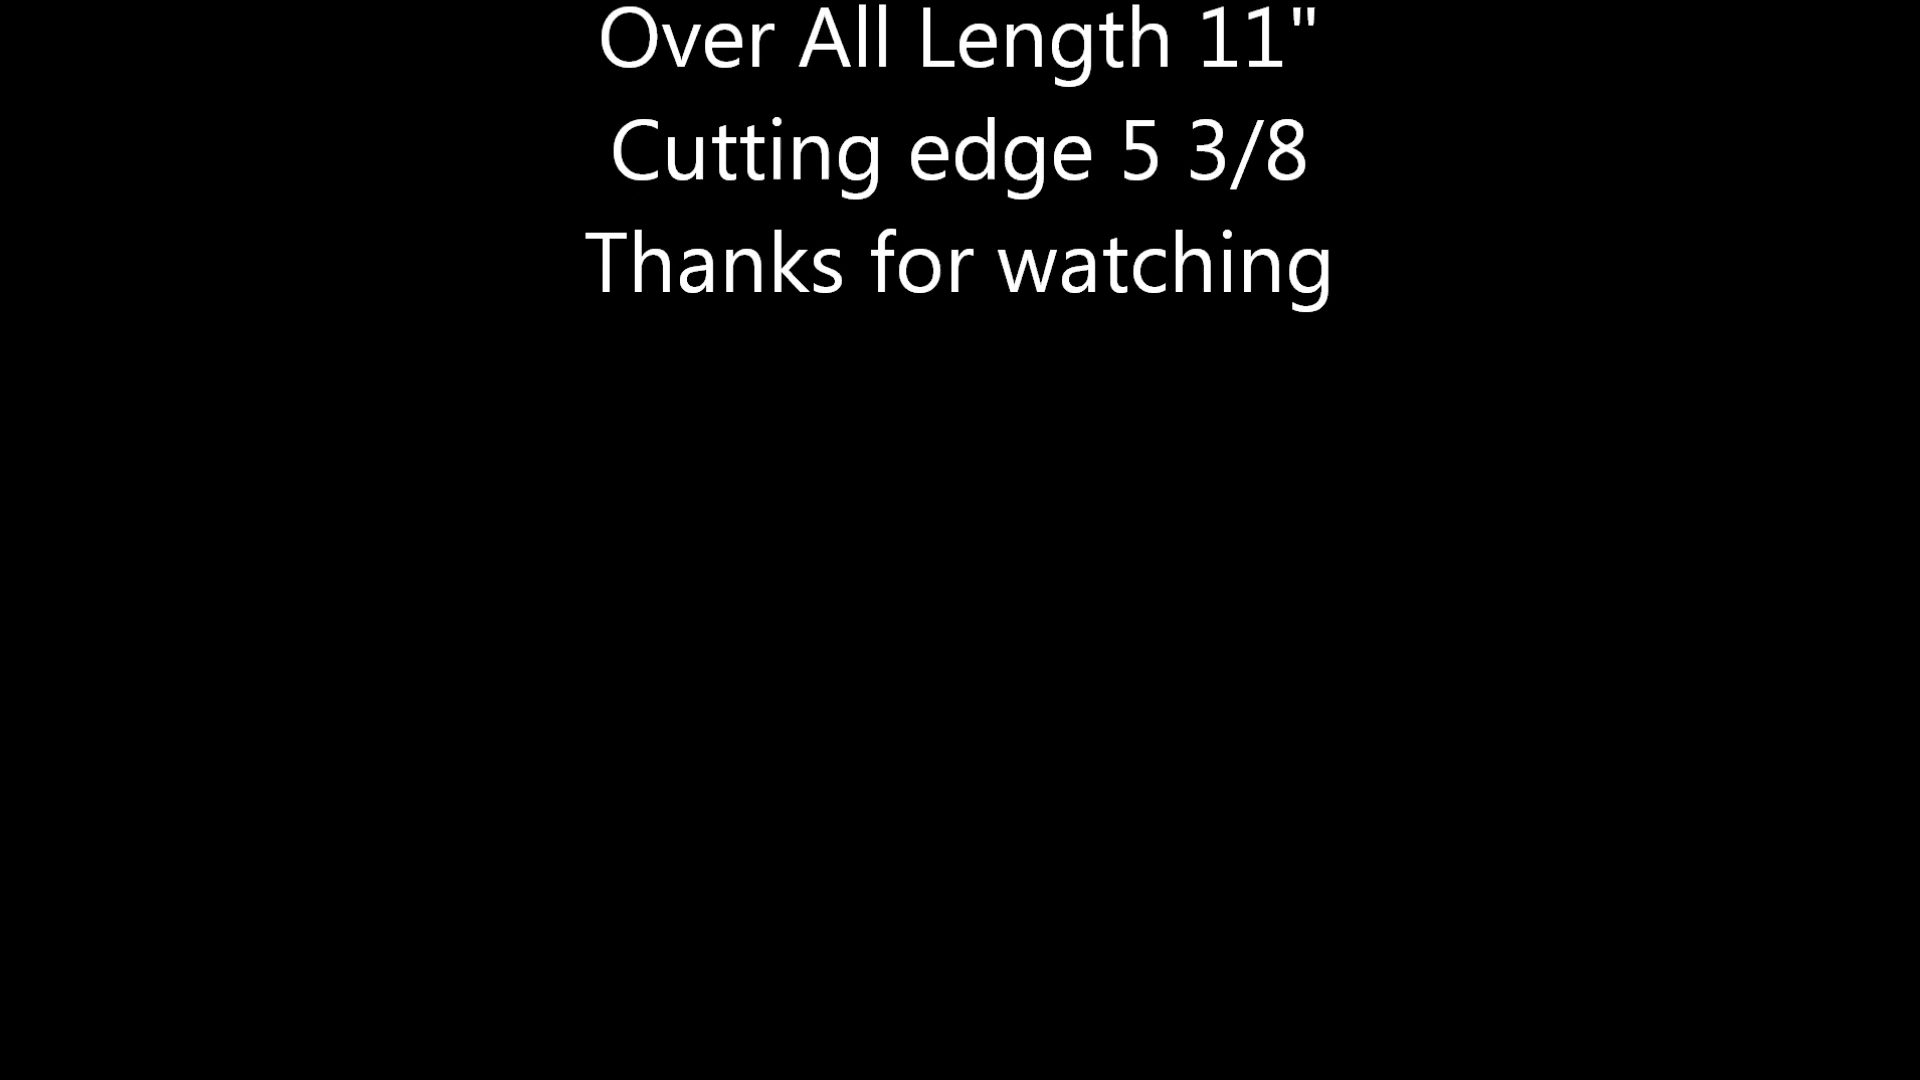 Over All Length 11"
Cutting edge 5 3/8
Thanks for watching